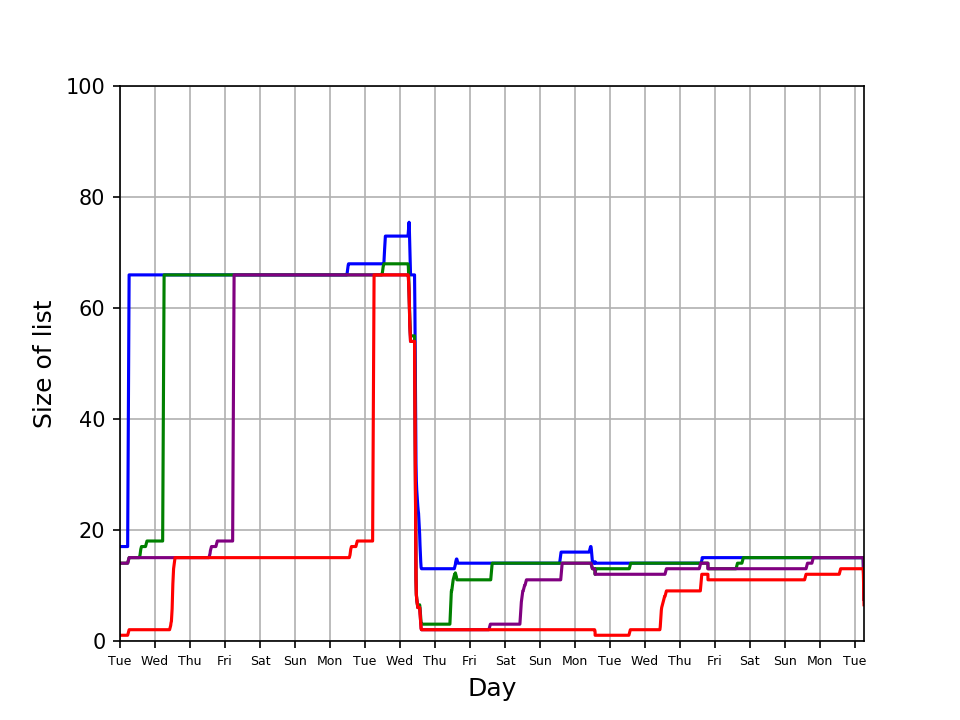 100
80
60
40
20
0
Size of list
Tue Wed Thu Fri Sat Sun Mon Tue Wed Thu Fri Sat Sun Mon Tue Wed Thu Fri Sat Sun Mon Tue
Day